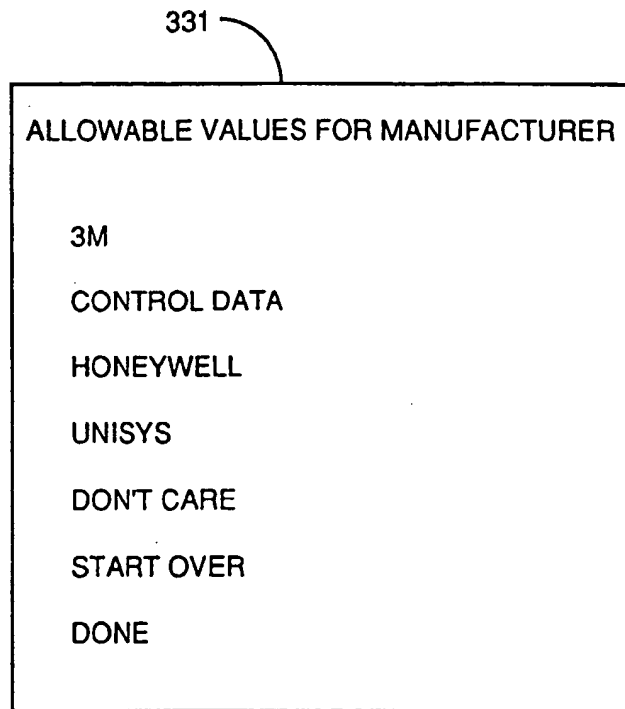 331
ALLOWABLE VALUES FOR MANUFACTURER
3M
CONTROL DATA
HONEYWELL
UNISYS
DON'T CARE
START OVER
DONE